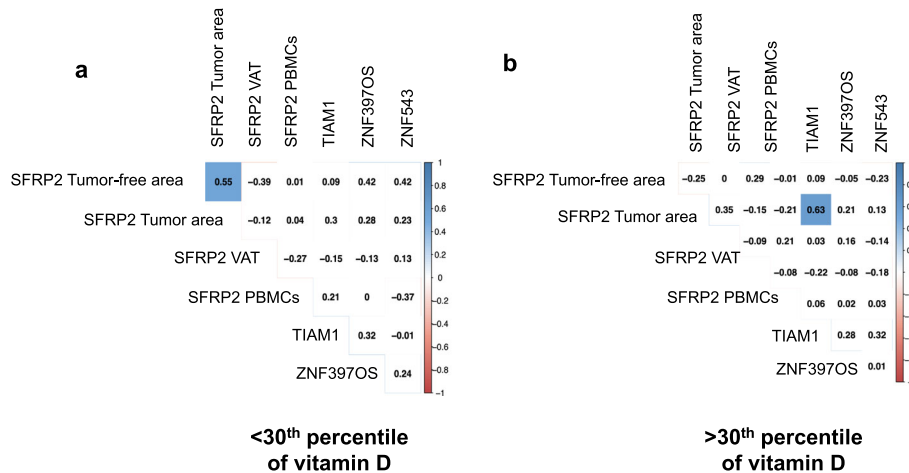 a
SFRP2 Tumor area
SFRP2 VAT
SFRP2 PBMCs
TIAM1
ZNF397OS
ZNF543
SFRP2 Tumor-free area 0.55 −0.39 0.01 0.09 0.42 0.42
SFRP2 Tumor area −0.12 0.04 0.3 0.28 0.23
SFRP2 VAT −0.27 −0.15 −0.13 0.13
SFRP2 PBMCs 0.21 0 −0.37
TIAM1 0.32 −0.01
ZNF397OS 0.24
1
0.8
0.6
0.4
0.2
0
−0.2
−0.4
−0.6
−0.8
−1
<30th percentile
of vitamin D
b
SFRP2 Tumor area
SFRP2 VAT
SFRP2 PBMCs
TIAM1
ZNF397OS
ZNF543
SFRP2 Tumor-free area −0.25 0 0.29 −0.01 0.09 −0.05 −0.23
SFRP2 Tumor area 0.35 −0.15 −0.21 0.63 0.21 0.13
−0.09 0.21 0.03 0.16 −0.14
SFRP2 VAT
−0.08 −0.22 −0.08 −0.18
SFRP2 PBMCs 0.06 0.02 0.03
TIAM1 0.28 0.32
ZNF397OS 0.01
>30th percentile
of vitamin D